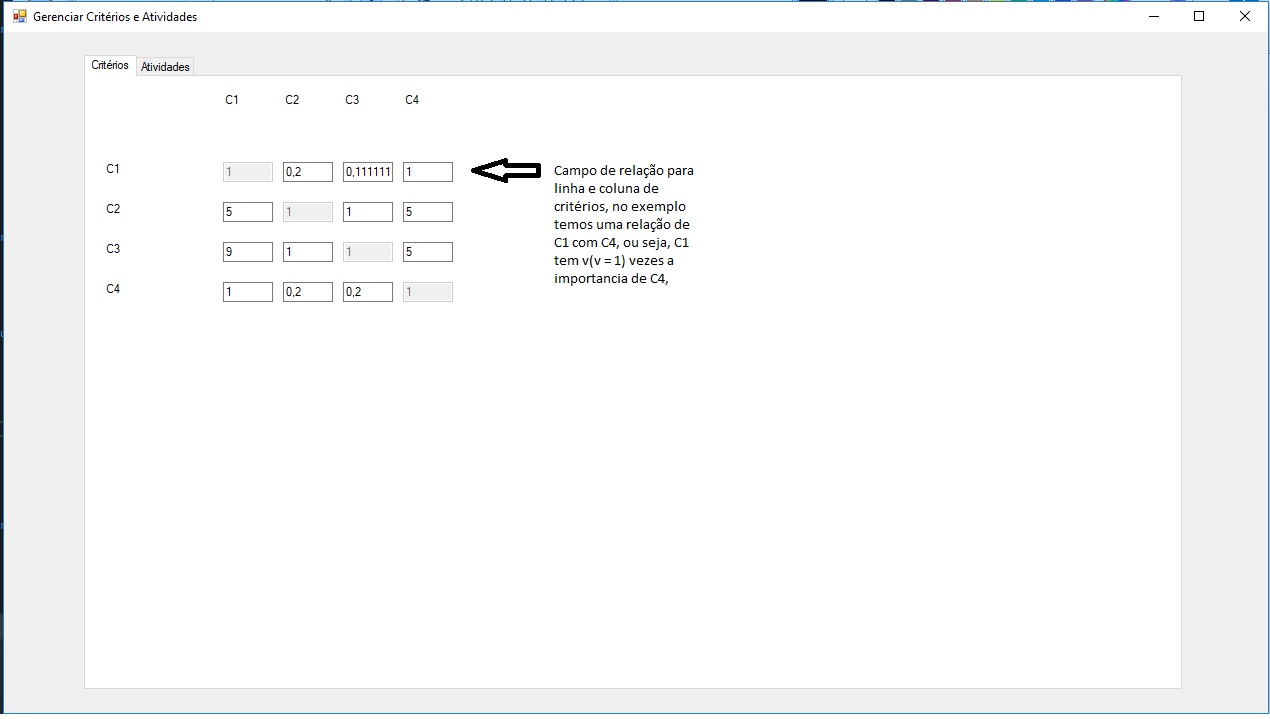 Gerenciar Critérios e Atividades
Critérios Atividades
C1 C2 C3 C4
C1 1 0,2 0,111111 1
C2 5 1 1 5
C3 9 1 1 5
C4 1 0,2 0,2 1
Campo de relação para
linha e coluna de
critérios, no exemplo
temos uma relação de
C1 com C4, ou seja, C1
tem v(v = 1) vezes a
importancia de C4,